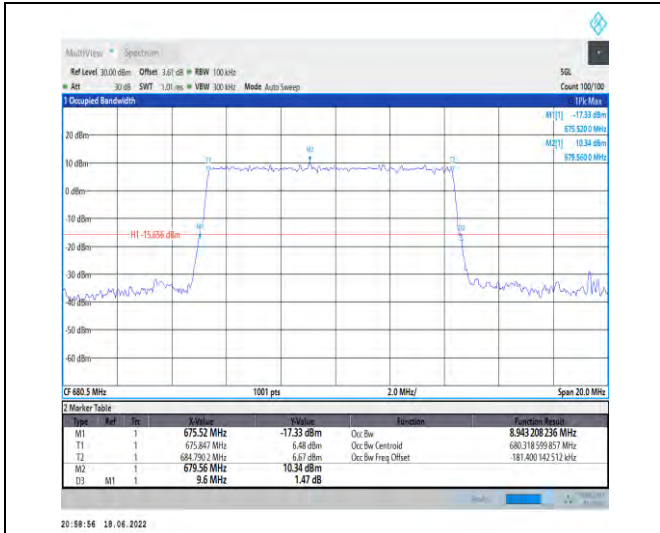 MultiView Spectrum
Ref Level 30.00 dBm Offset 3.61 dB RBW 100 kHz SGL
Att 30 dB SWT 1.01 ms VBW 300 kHz Mode Auto Sweep Count 100/100
1 Occupied Bandwidth 1Pk Max
M1[1] -17.33 dBm
675.5200 MHz
M2[1] 10.34 dBm
679.5600 MHz
20 dBm
M2
T1
T2
10 dBm
0 dBm
-10 dBm
M1
D3
H1 -15.656 dBm
-20 dBm
-30 dBm
-40 dBm
-50 dBm
-60 dBm
CF 680.5 MHz 1001 pts 2.0 MHz/ Span 20.0 MHz
2 Marker Table
Type Ref Trc X-Value Y-Value Function Function Result
M1 1 675.52 MHz -17.33 dBm Occ Bw 8.943 208 236 MHz
T1 1 675.847 MHz 6.48 dBm Occ Bw Centroid 680.318 599 857 MHz
T2 1 684.790 2 MHz 6.67 dBm Occ Bw Freq Offset -181.400 142 512 kHz
M2 1 679.56 MHz 10.34 dBm
D3 M1 1 9.6 MHz 1.47 dB
20:58:56 18.06.2022